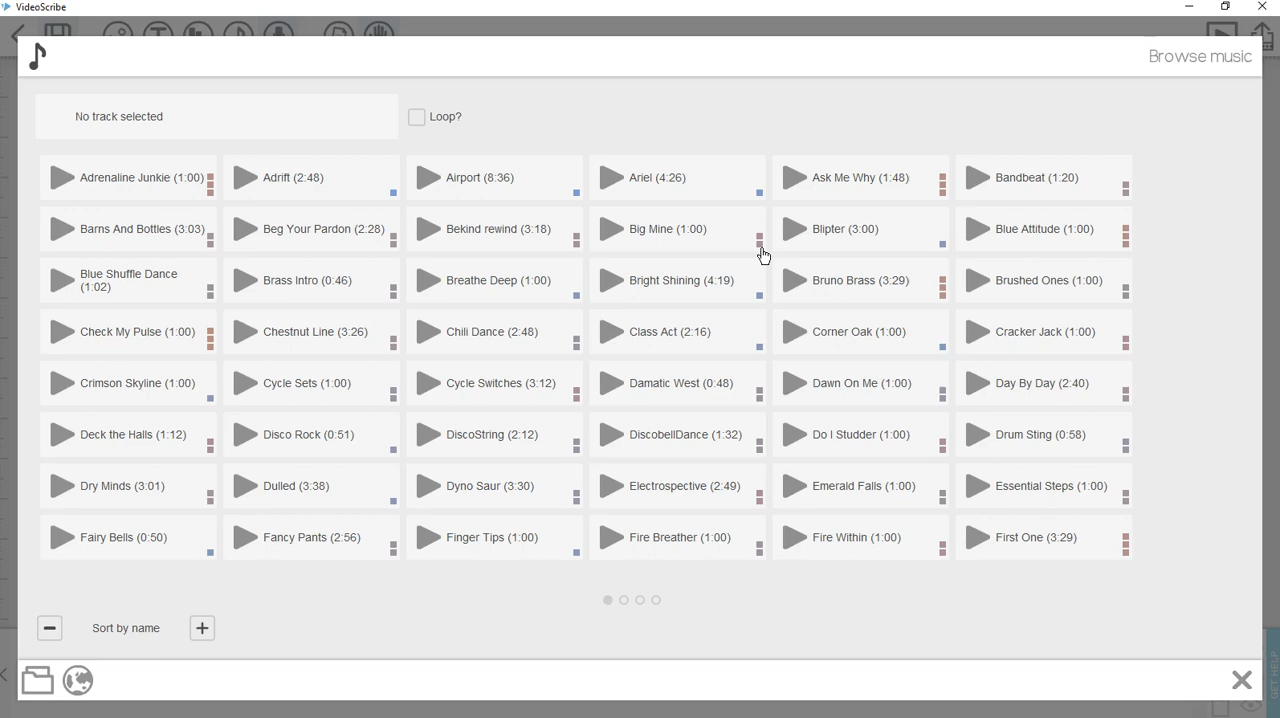 VideoScribe
Browse music
No track selected
Loop?
Adrenaline Junkie (1:00)
Adrift (2:48)
Airport (8:36)
Ariel (4:26)
Ask Me Why (1:48)
Bandbeat (1:20)
Barns And Bottles (3:03)
Beg Your Pardon (2:28)
Bekind rewind (3:18)
Big Mine (1:00)
Blipter (3:00)
Blue Attitude (1:00)
Blue Shuffle Dance
(1:02)
Brass Intro (0:46)
Breathe Deep (1:00)
Bright Shining (4:19)
Bruno Brass (3:29)
Brushed Ones (1:00)
Check My Pulse (1:00)
Chestnut Line (3:26)
Chili Dance (2:48)
Class Act (2:16)
Corner Oak (1:00)
Cracker Jack (1:00)
Crimson Skyline (1:00)
Cycle Sets (1:00)
Cycle Switches (3:12)
Damatic West (0:48)
Dawn On Me (1:00)
Day By Day (2:40)
Deck the Halls (1:12)
Disco Rock (0:51)
DiscoString (2:12)
DiscobellDance (1:32)
Do I Studder (1:00)
Drum Sting (0:58)
Dry Minds (3:01)
Dulled (3:38)
Dyno Saur (3:30)
Electrospective (2:49)
Emerald Falls (1:00)
Essential Steps (1:00)
Fairy Bells (0:50)
Fancy Pants (2:56)
Finger Tips (1:00)
Fire Breather (1:00)
Fire Within (1:00)
First One (3:29)
Sort by name
GET HELP